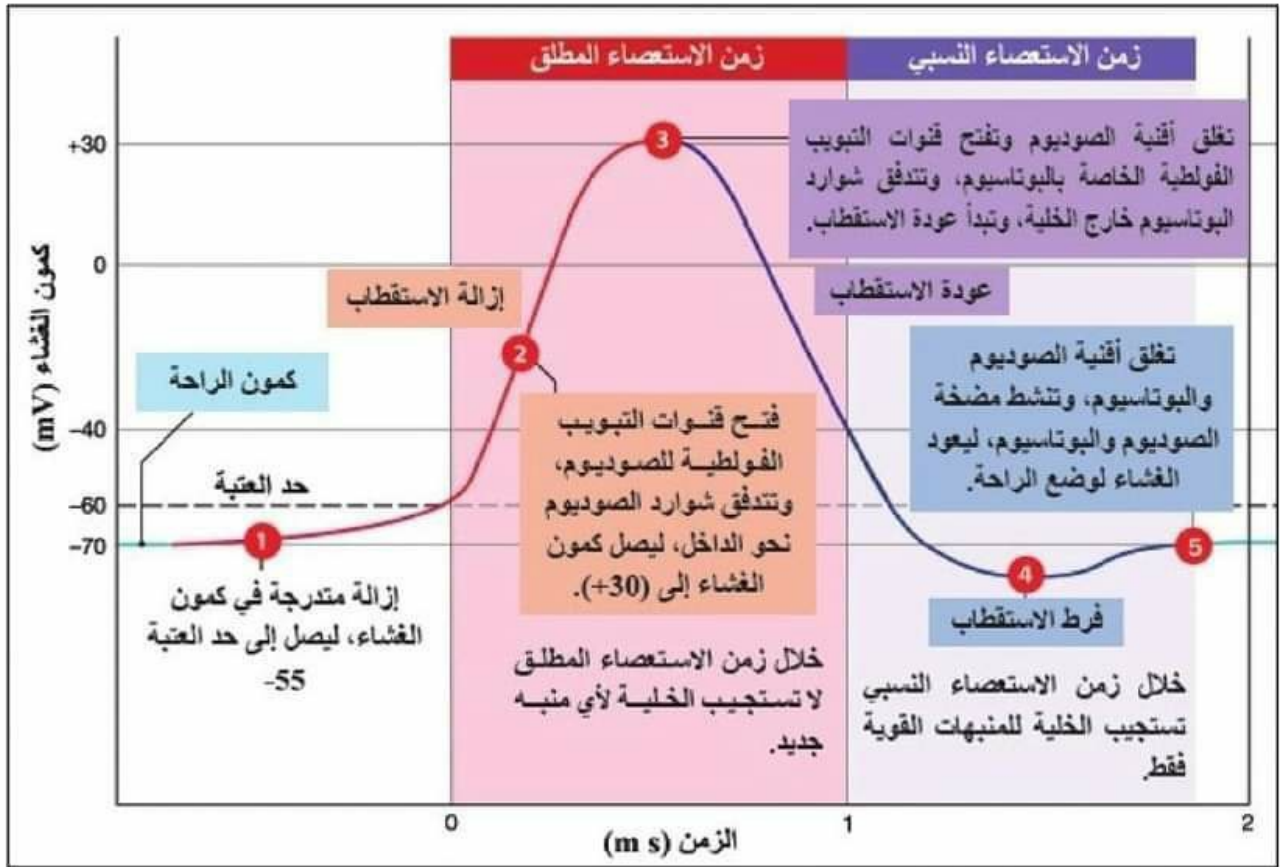 زمن الاستعصاء المطلق
زمن الاستعصاء النسبي
كمون الغشاء (mV)
+30
0
−40
−60
−70
3
تغلق أقنية الصوديوم وتفتح قنوات التبويب
الفولطية الخاصة بالبوتاسيوم، وتتدفق شوارد
البوتاسيوم خارج الخلية، وتبدأ عودة الاستقطاب.
إزالة الاستقطاب
عودة الاستقطاب
2
كمون الراحة
فتح قنوات التبويب
الفولطية للصوديوم،
وتتدفق شوارد الصوديوم
نحو الداخل، ليصل كمون
الغشاء إلى (30+).
تغلق أقنية الصوديوم
والبوتاسيوم، وتنشط مضخة
الصوديوم والبوتاسيوم، ليعود
الغشاء لوضع الراحة.
حد العتبة
1
إزالة متدرجة في كمون
الغشاء، ليصل إلى حد العتبة
-55
4
5
فرط الاستقطاب
خلال زمن الاستعصاء المطلق
لا تستجيب الخلية لأي منبه
جديد.
خلال زمن الاستعصاء النسبي
تستجيب الخلية للمنبهات القوية
فقط.
0
1
2
الزمن (m s)